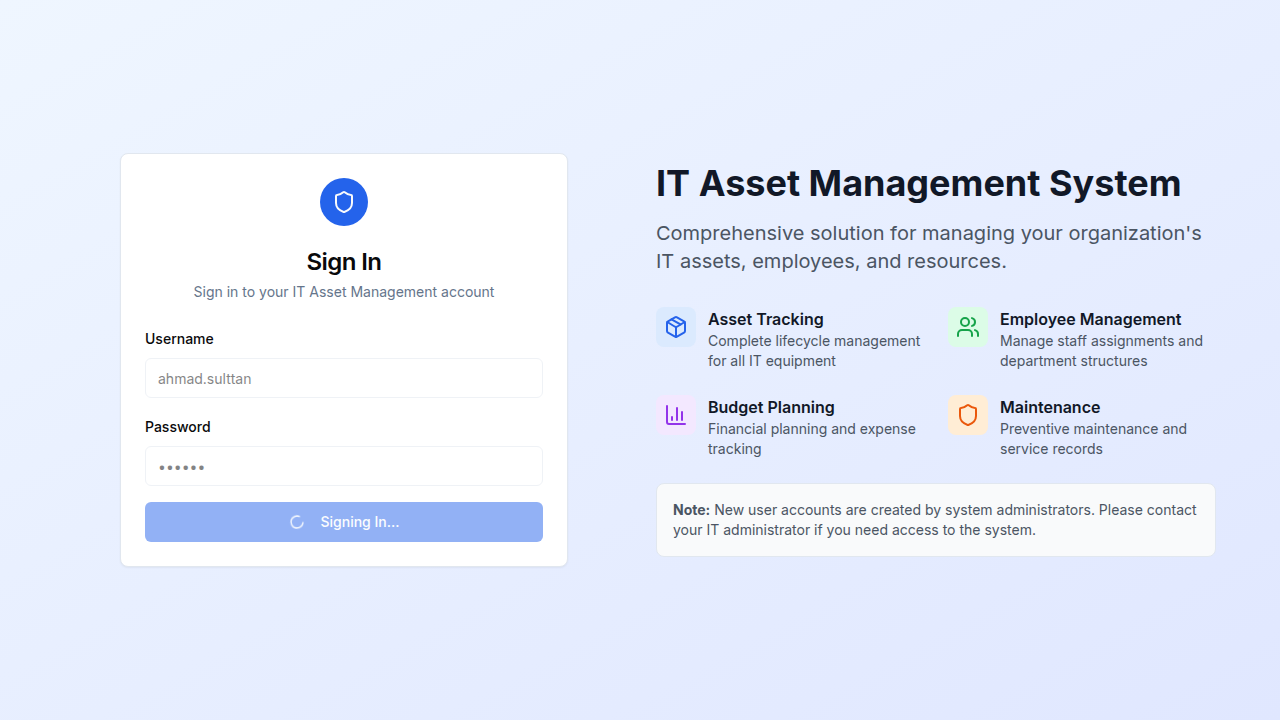 Sign In
Sign in to your IT Asset Management account
Username
ahmad.sulttan
Password
••••••
Signing In...
IT Asset Management System
Comprehensive solution for managing your organization's
IT assets, employees, and resources.
Asset Tracking
Complete lifecycle management
for all IT equipment
Employee Management
Manage staff assignments and
department structures
Budget Planning
Financial planning and expense
tracking
Maintenance
Preventive maintenance and
service records
Note: New user accounts are created by system administrators. Please contact
your IT administrator if you need access to the system.